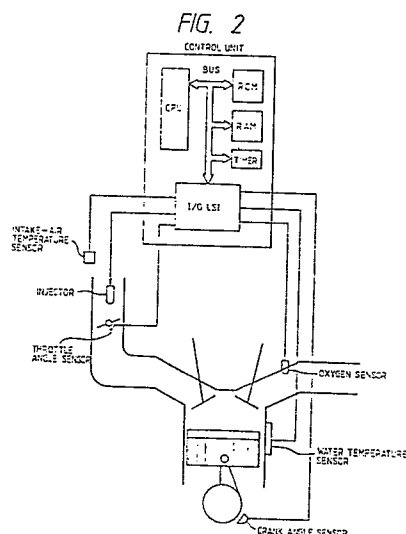 FIG. 2
CONTROL UNIT
BUS
CPU
ROM
RAM
TIMER
I/O LSI
INTAKE-AIR
TEMPERATURE
SENSOR
INJECTOR
THROTTLE
ANGLE SENSOR
OXYGEN SENSOR
WATER TEMPERATURE
SENSOR
CRANK ANGLE SENSOR